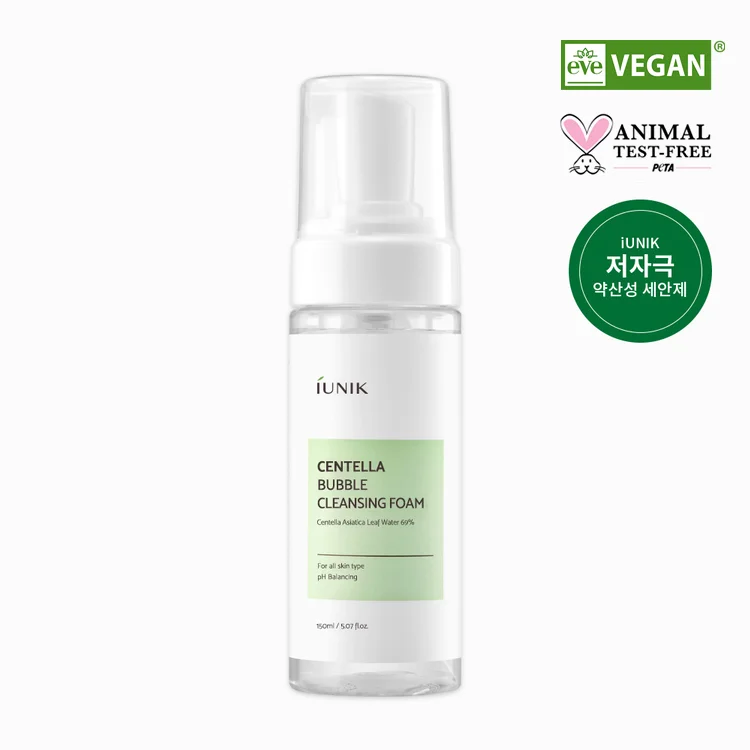 eve VEGAN®
ANIMAL
TEST-FREE
PETA
iUNIK
저자극
약산성 세안제
iUNIK
CENTELLA
BUBBLE
CLEANSING FOAM
Centella Asiatica Leaf Water 69%
For all skin type
pH Balancing
150ml / 5.07 fl.oz.